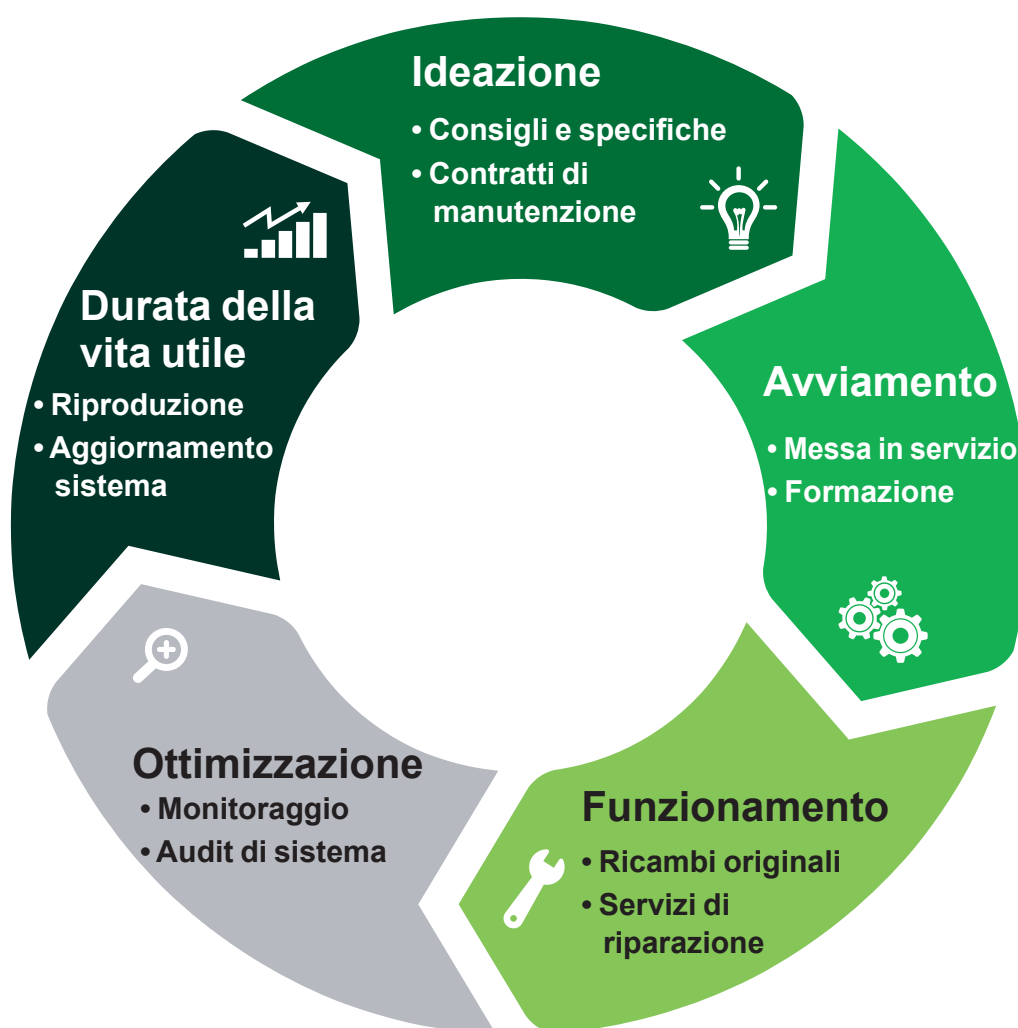 Ideazione
• Consigli e specifiche
• Contratti di
manutenzione
Avviamento
• Messa in servizio
• Formazione
Funzionamento
• Ricambi originali
• Servizi di
riparazione
Ottimizzazione
• Monitoraggio
• Audit di sistema
Durata della
vita utile
• Riproduzione
• Aggiornamento
sistema